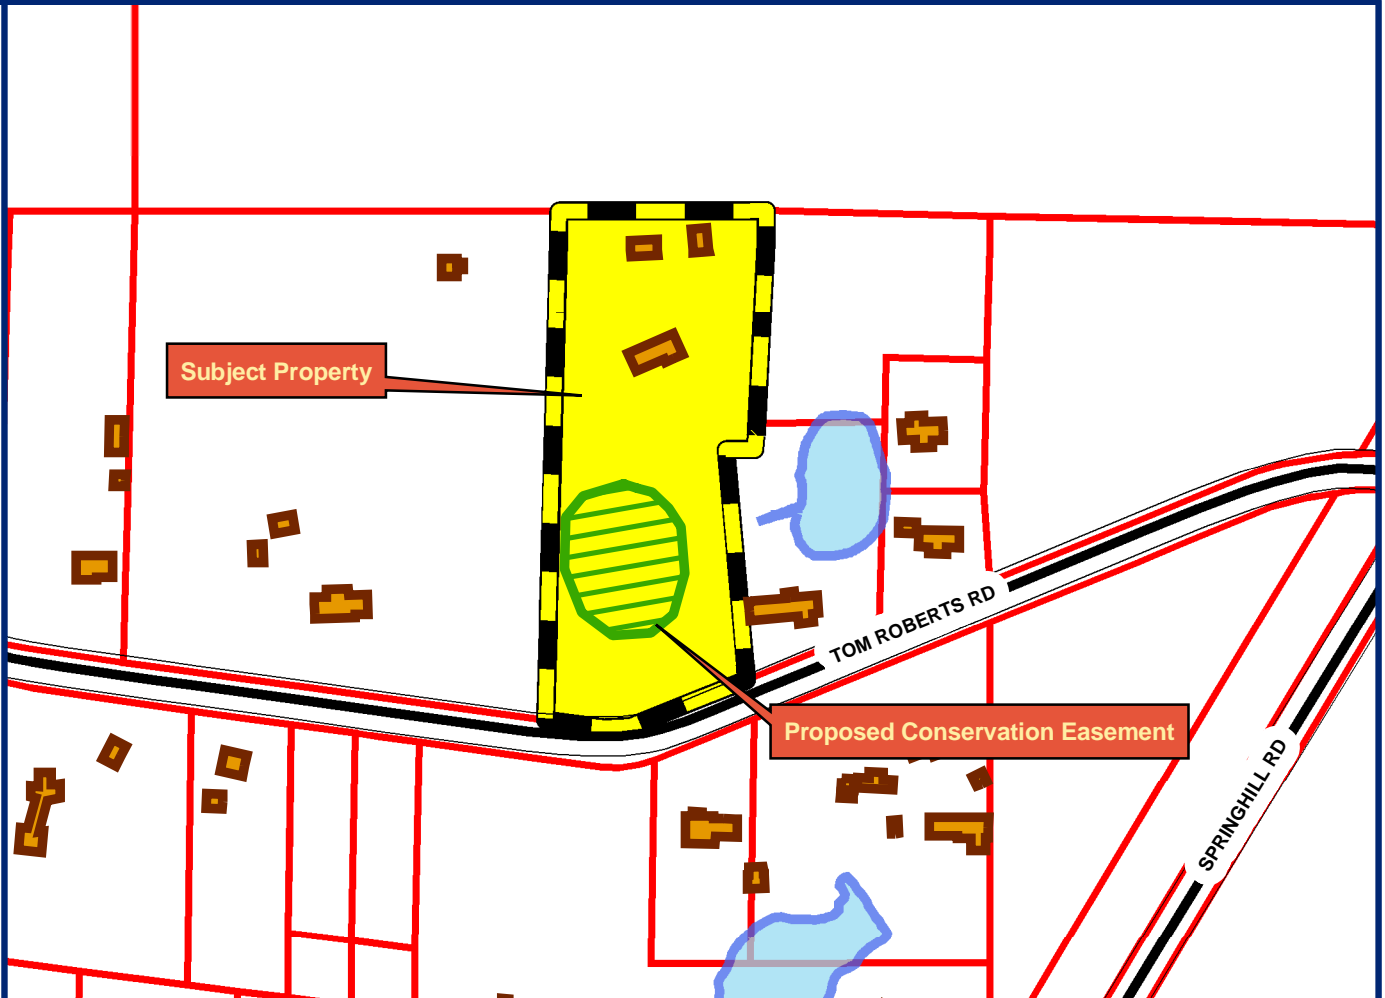 Subject Property
TOM ROBERTS RD
Proposed Conservation Easement
SPRINGHILL RD